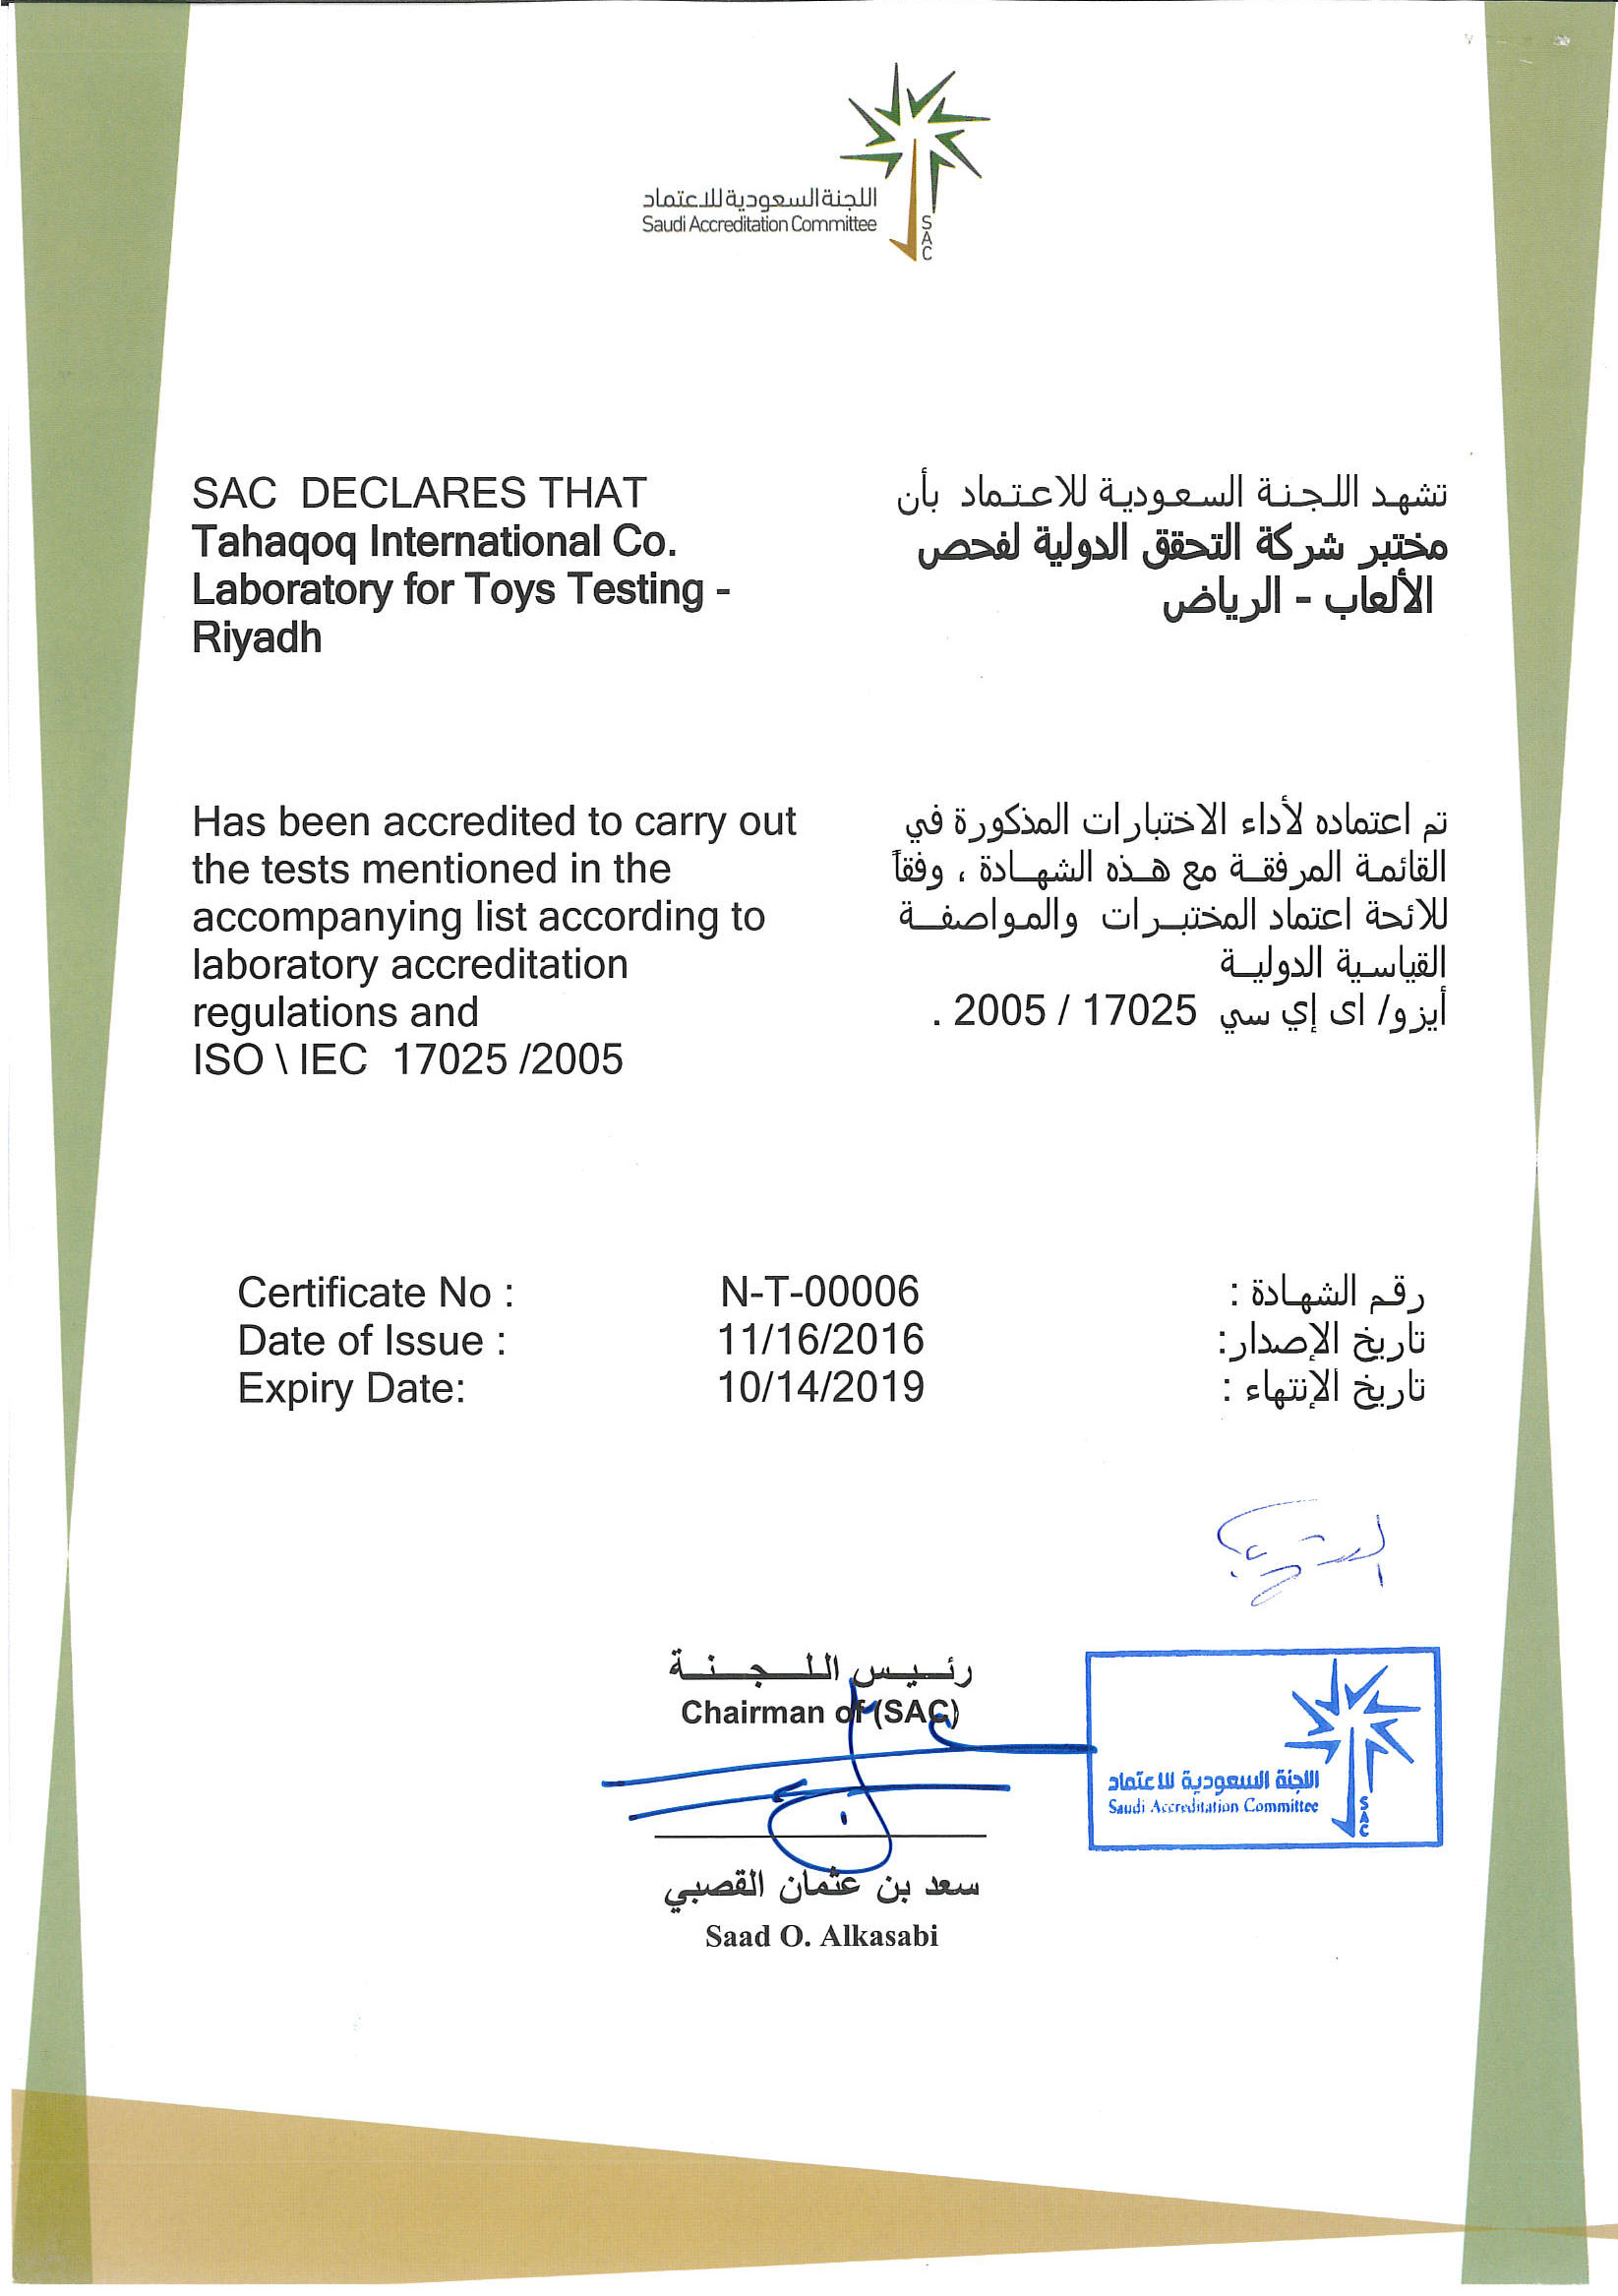 اللجنة السعودية للاعتماد
Saudi Accreditation Committee
SAC
SAC DECLARES THAT
Tahaqoq International Co.
Laboratory for Toys Testing -
Riyadh
تشهد اللجنة السعودية للاعتماد بأن
مختبر شركة التحقق الدولية لفحص
الألعاب - الرياض
Has been accredited to carry out
the tests mentioned in the
accompanying list according to
laboratory accreditation
regulations and
ISO \ IEC 17025 /2005
تم اعتماده لأداء الاختبارات المذكورة في
القائمة المرفقة مع هذه الشهادة ، وفقاً
للائحة اعتماد المختبرات والمواصفة
القياسية الدولية
أيزو/ اى إي سي 17025 / 2005 .
Certificate No : N-T-00006 رقم الشهادة :
Date of Issue : 11/16/2016 تاريخ الإصدار:
Expiry Date: 10/14/2019 تاريخ الإنتهاء :
رئيس اللجنة
Chairman of (SAC)
سعد بن عثمان القصبي
Saad O. Alkasabi
اللجنة السعودية للاعتماد
Saudi Accreditation Committee
SAC